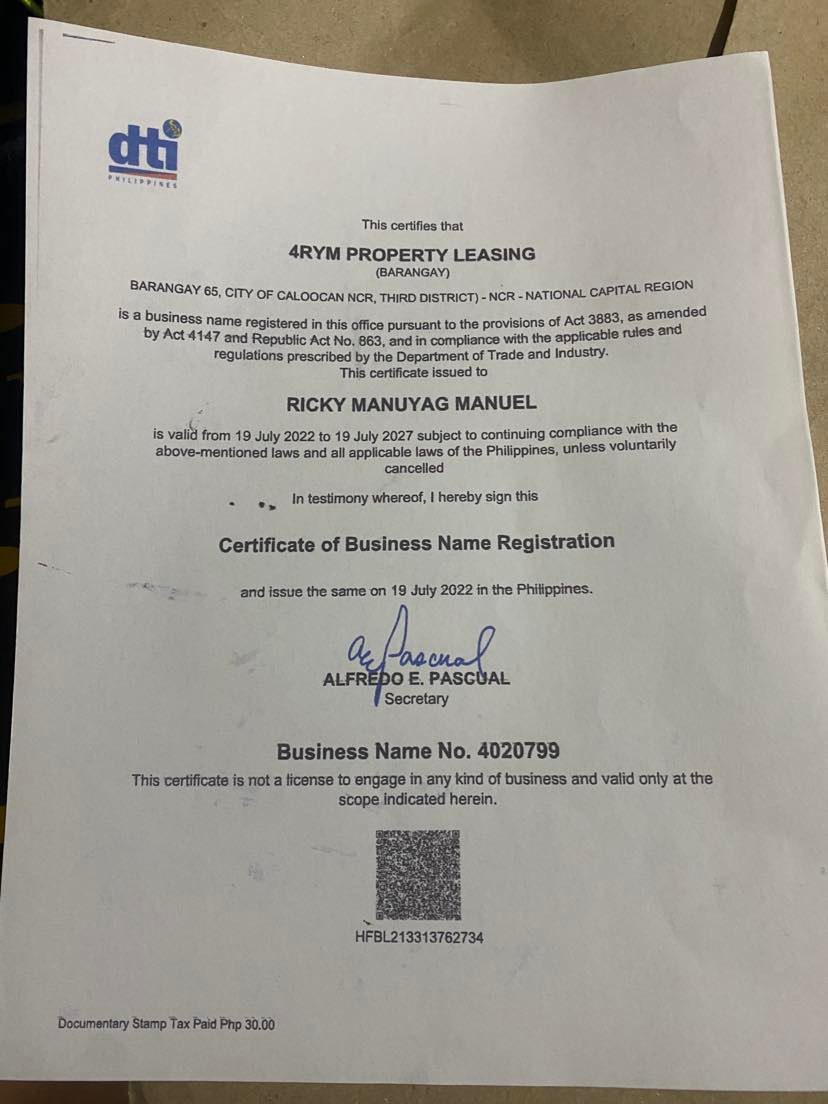 dti
PHILIPPINES
This certifies that
4RYM PROPERTY LEASING
(BARANGAY)
BARANGAY 65, CITY OF CALOOCAN NCR, THIRD DISTRICT) - NCR - NATIONAL CAPITAL REGION
is a business name registered in this office pursuant to the provisions of Act 3883, as amended
by Act 4147 and Republic Act No. 863, and in compliance with the applicable rules and
regulations prescribed by the Department of Trade and Industry.
This certificate issued to
RICKY MANUYAG MANUEL
is valid from 19 July 2022 to 19 July 2027 subject to continuing compliance with the
above-mentioned laws and all applicable laws of the Philippines, unless voluntarily
cancelled
In testimony whereof, I hereby sign this
Certificate of Business Name Registration
and issue the same on 19 July 2022 in the Philippines.
ae Pascual
ALFREDO E. PASCUAL
Secretary
Business Name No. 4020799
This certificate is not a license to engage in any kind of business and valid only at the
scope indicated herein.
HFBL213313762734
Documentary Stamp Tax Paid Php 30.00